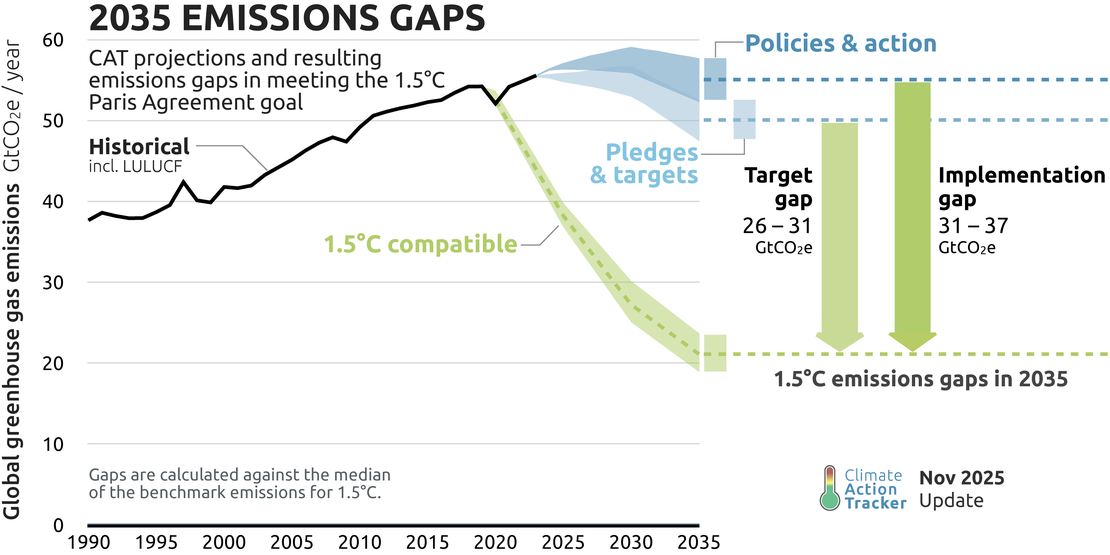 2035 EMISSIONS GAPS
CAT projections and resulting
emissions gaps in meeting the 1.5°C
Paris Agreement goal
Global greenhouse gas emissions GtCO₂e / year
60
50
40
30
20
10
0
Historical
incl. LULUCF
1.5°C compatible
Policies & action
Pledges
& targets
Target
gap
26 – 31
GtCO₂e
Implementation
gap
31 – 37
GtCO₂e
1.5°C emissions gaps in 2035
Gaps are calculated against the median
of the benchmark emissions for 1.5°C.
Climate
Action
Tracker
Nov 2025
Update
1990 1995 2000 2005 2010 2015 2020 2025 2030 2035